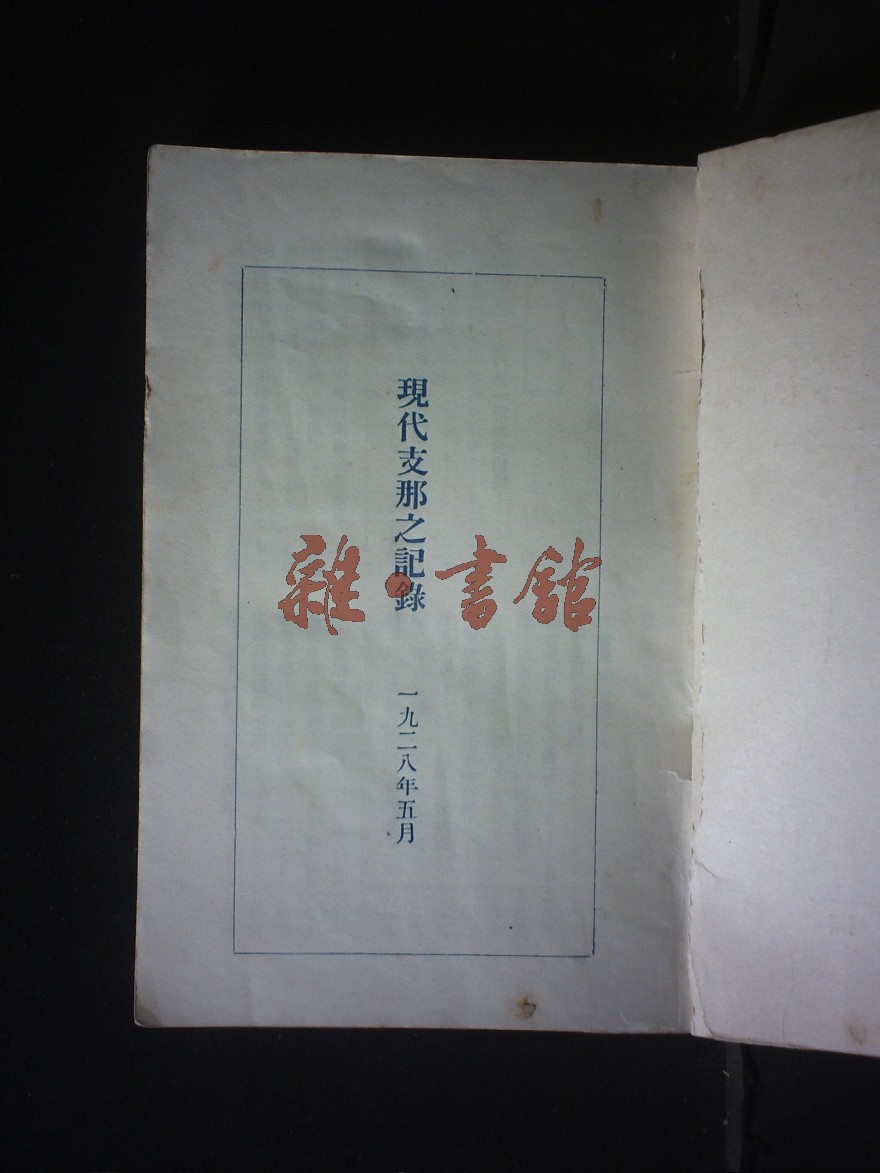 現代支那之記錄
雜·書館
一九二八年五月